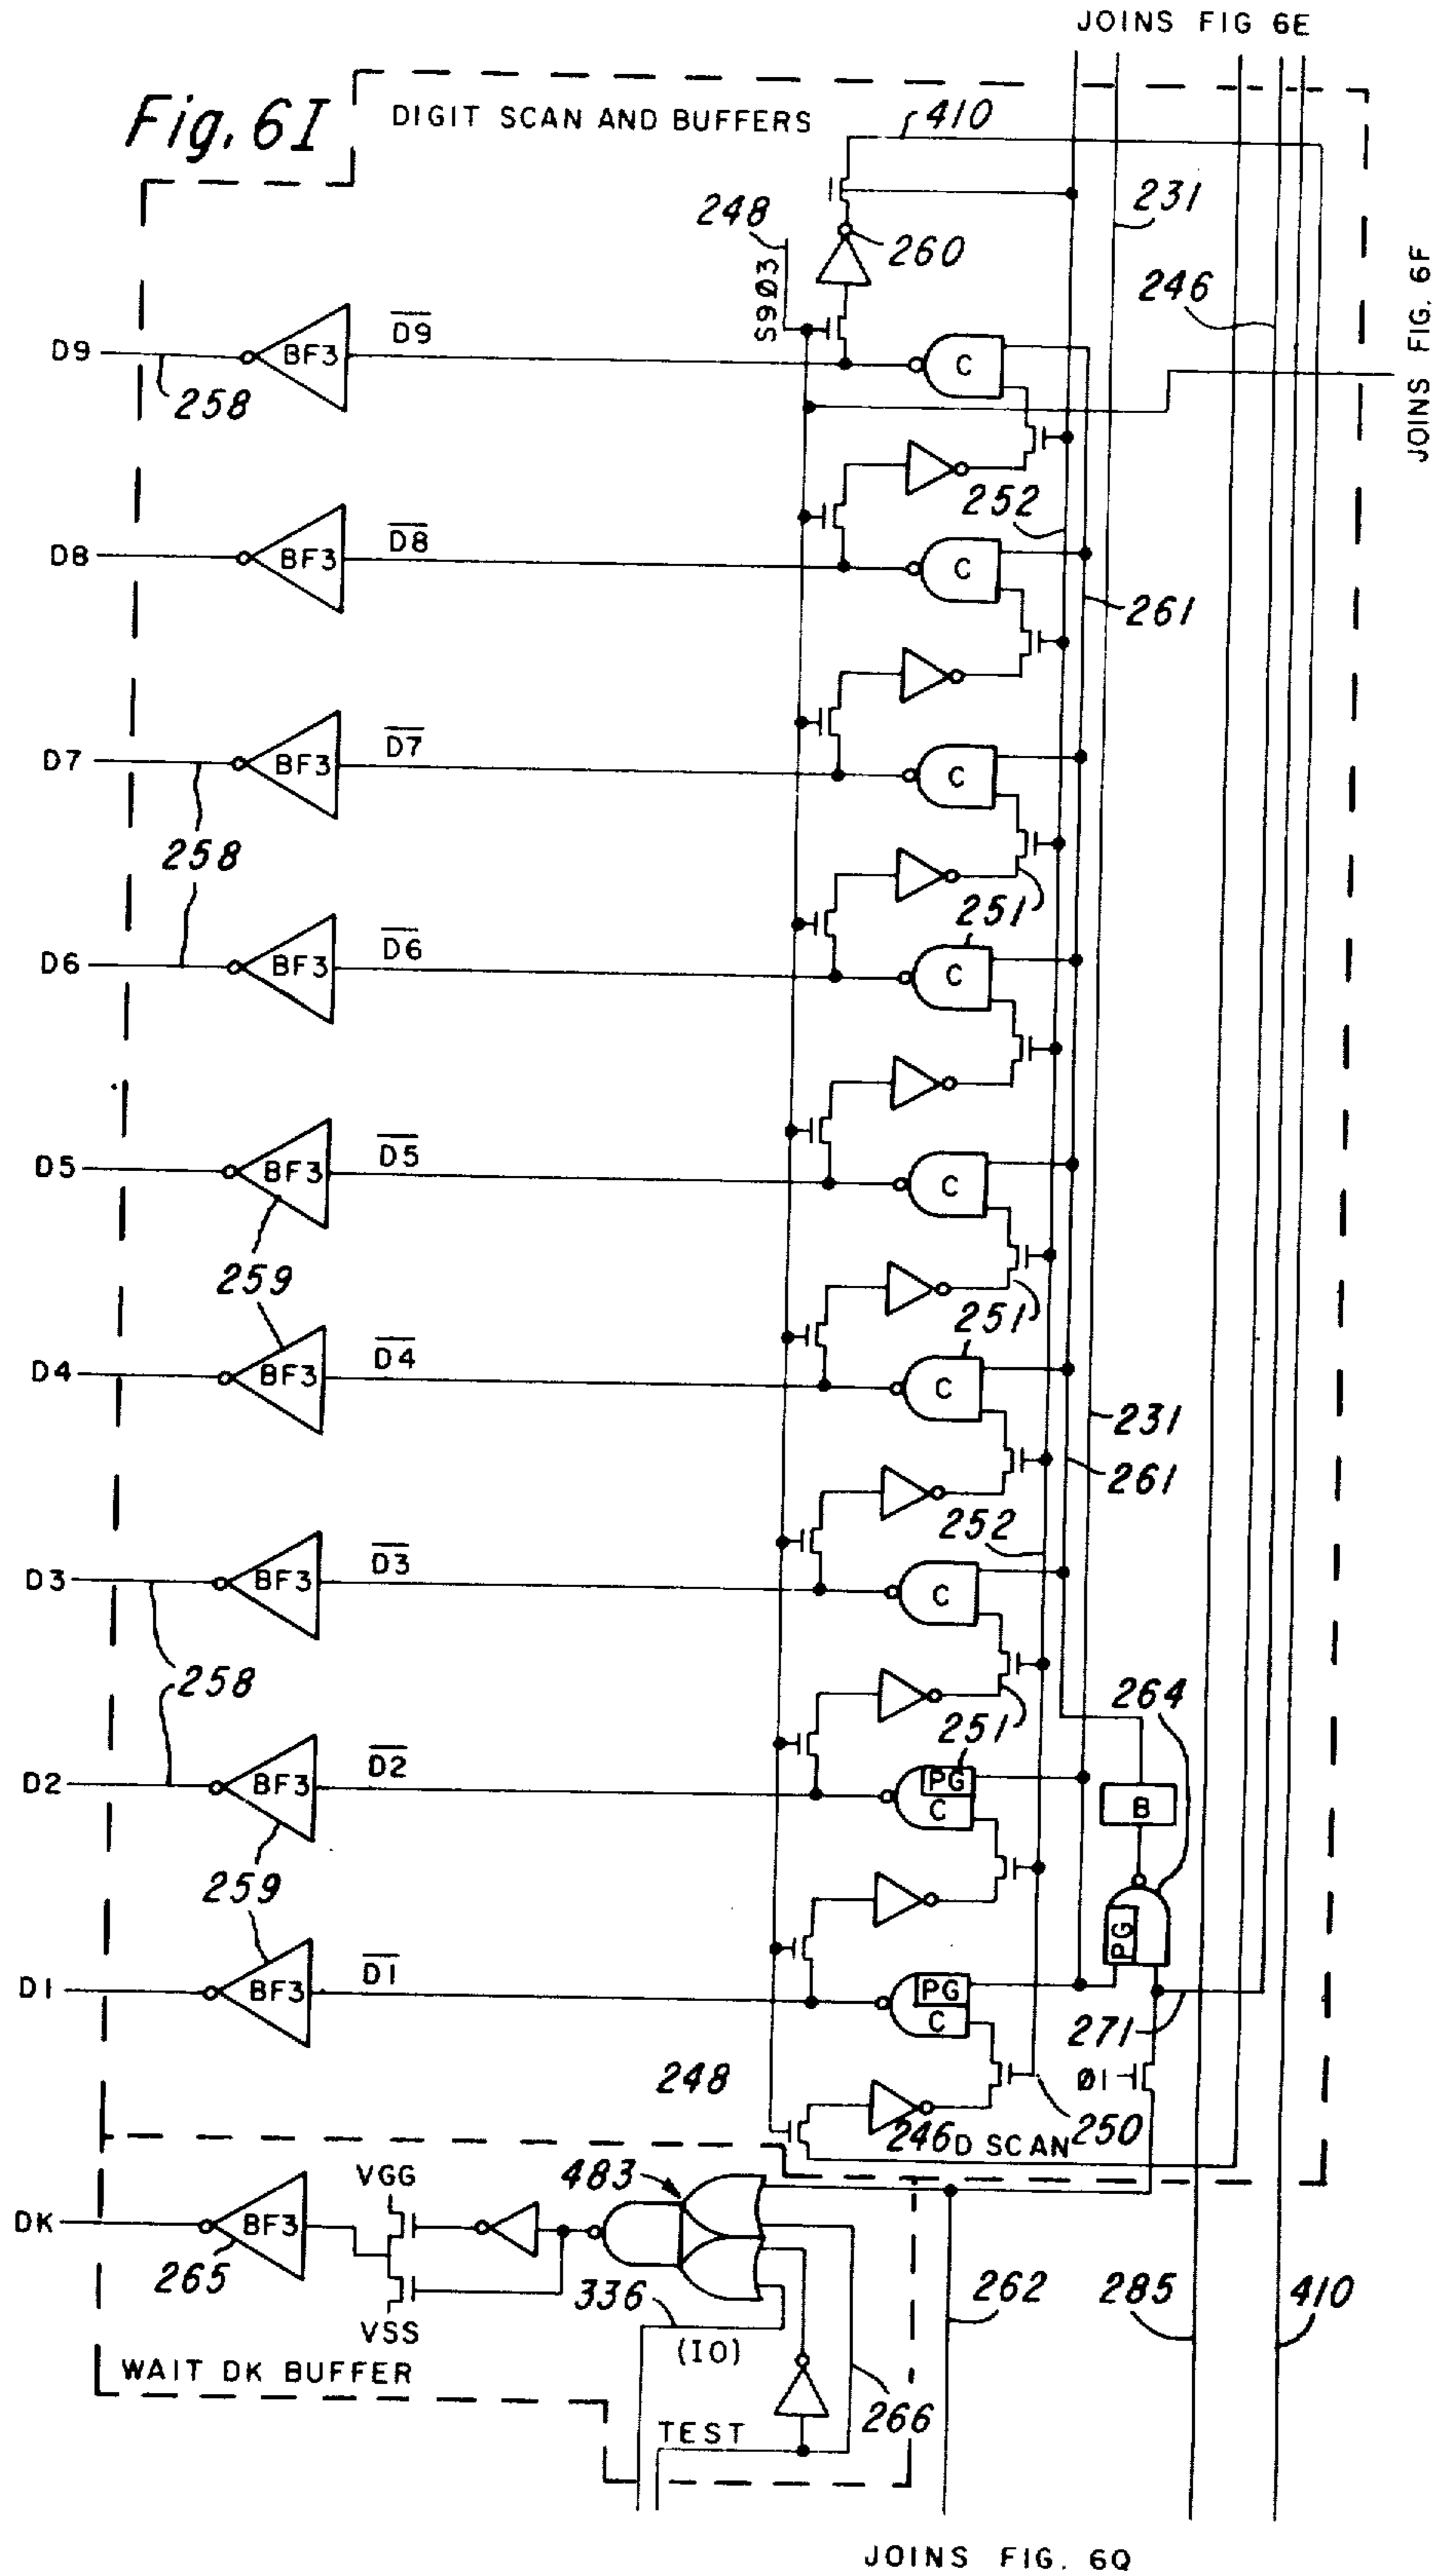 JOINS FIG 6E
Fig. 6I
DIGIT SCAN AND BUFFERS
410
231
248
S9Ø3
260
246
JOINS FIG. 6F
D9
BF3
D9
C
258
252
D8
BF3
D8
C
261
D7
BF3
D7
C
258
251
251
D6
BF3
D6
C
D5
BF3
D5
C
259
251
251
D4
BF3
D4
C
231
261
252
D3
BF3
D3
C
258
251
264
D2
BF3
D2
PG
C
B
259
PG
D1
BF3
D1
PG
C
271
248
Ø1
246 D SCAN 250
VGG
483
DK
BF3
265
336
262
285
410
VSS
(IO)
WAIT DK BUFFER
266
TEST
JOINS FIG. 6Q